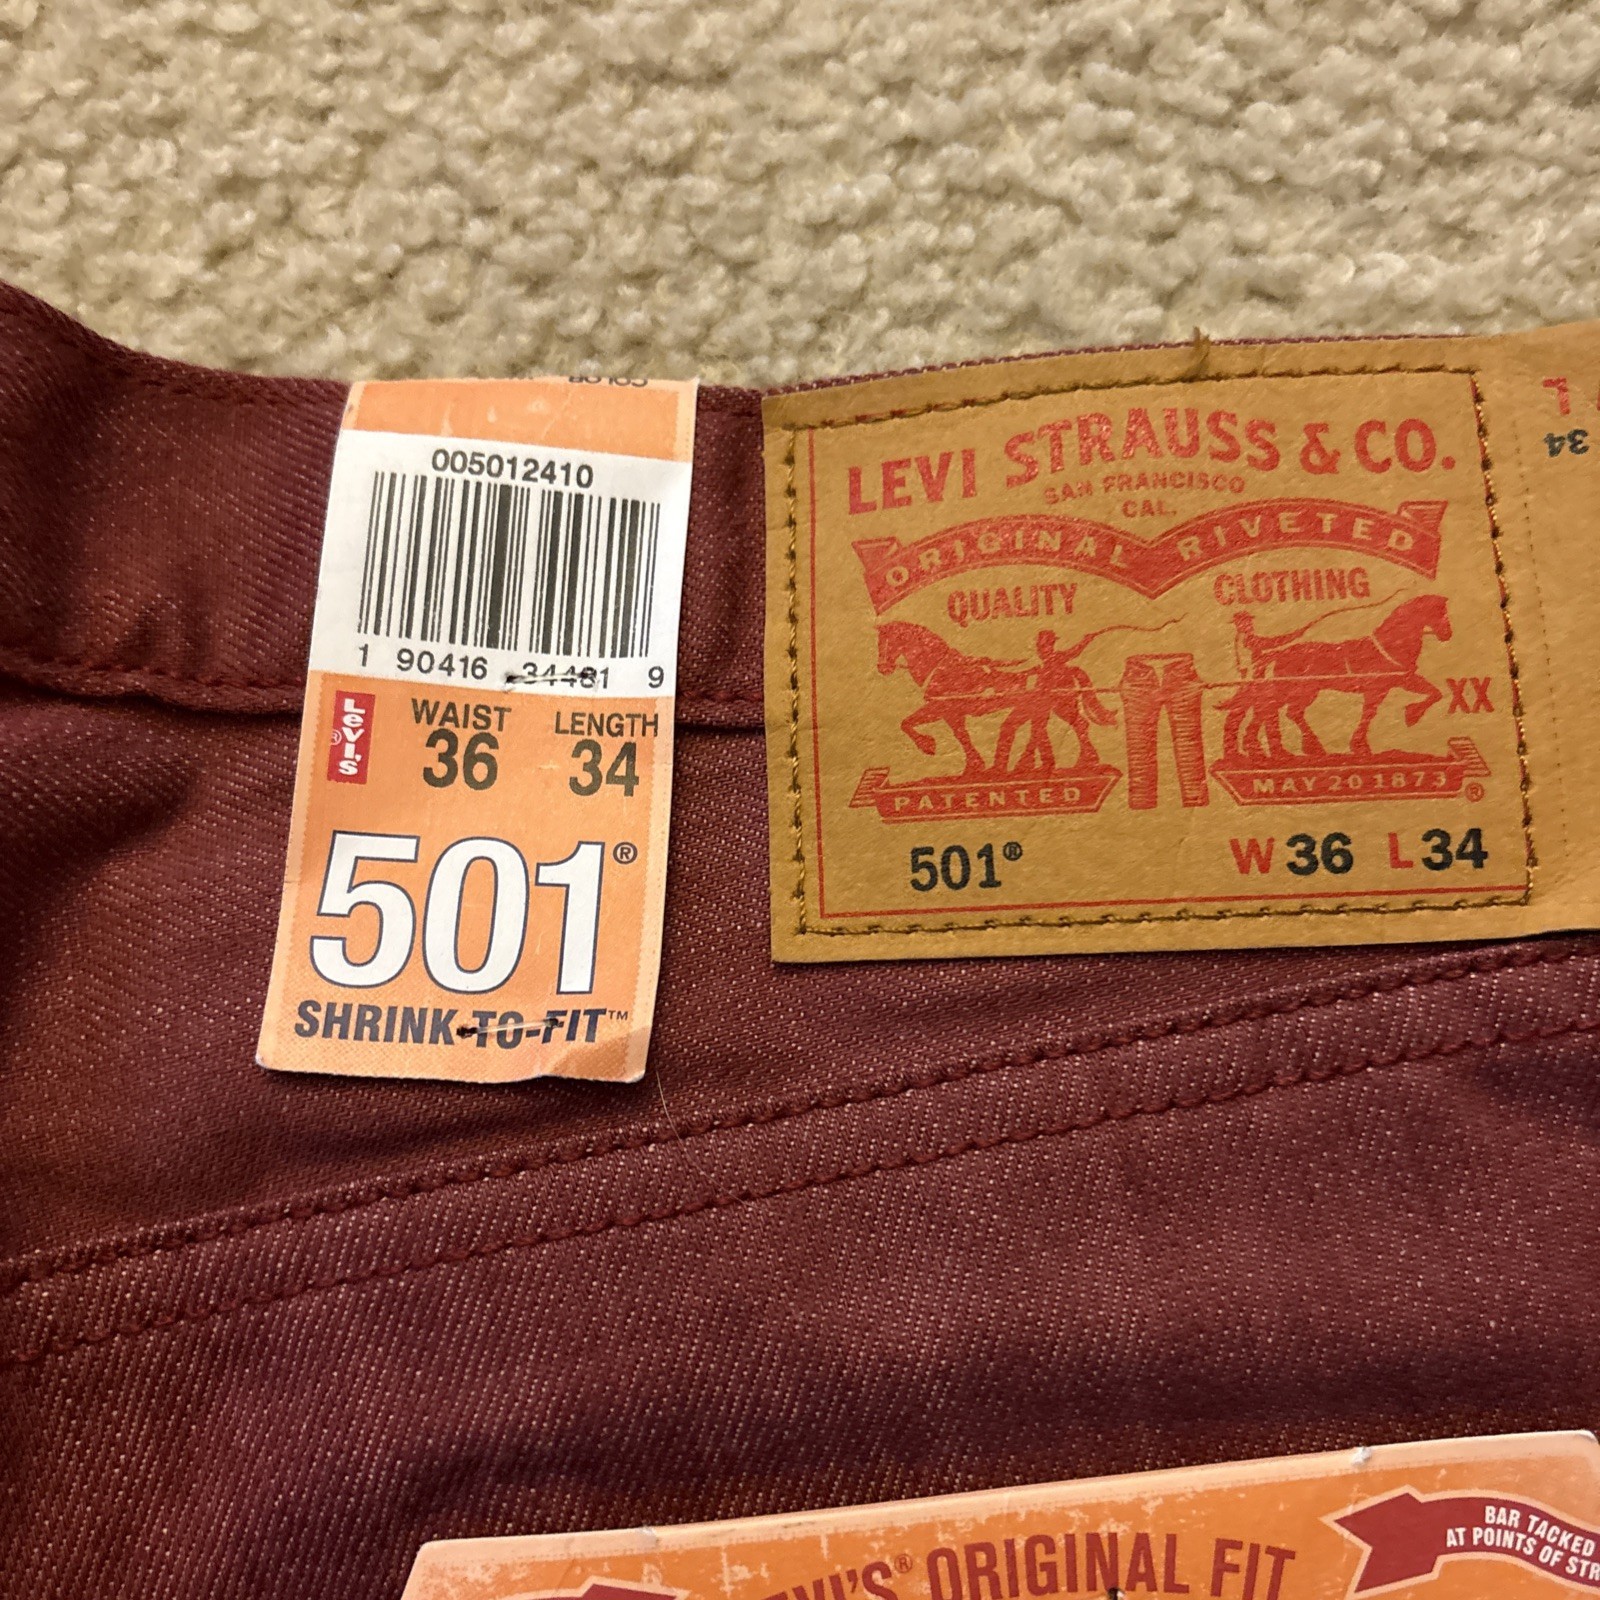 005012410
1 90416 34481 9
Levi's ®
WAIST LENGTH
36 34
501®
SHRINK-TO-FIT™
LEVI STRAUSS & CO.
SAN FRANCISCO
CAL.
ORIGINAL RIVETED
QUALITY CLOTHING
XX
PATENTED MAY 20 1873 ®
501® W 36 L 34
L
34
LEVI'S® ORIGINAL FIT
BAR TACKED
AT POINTS OF STR